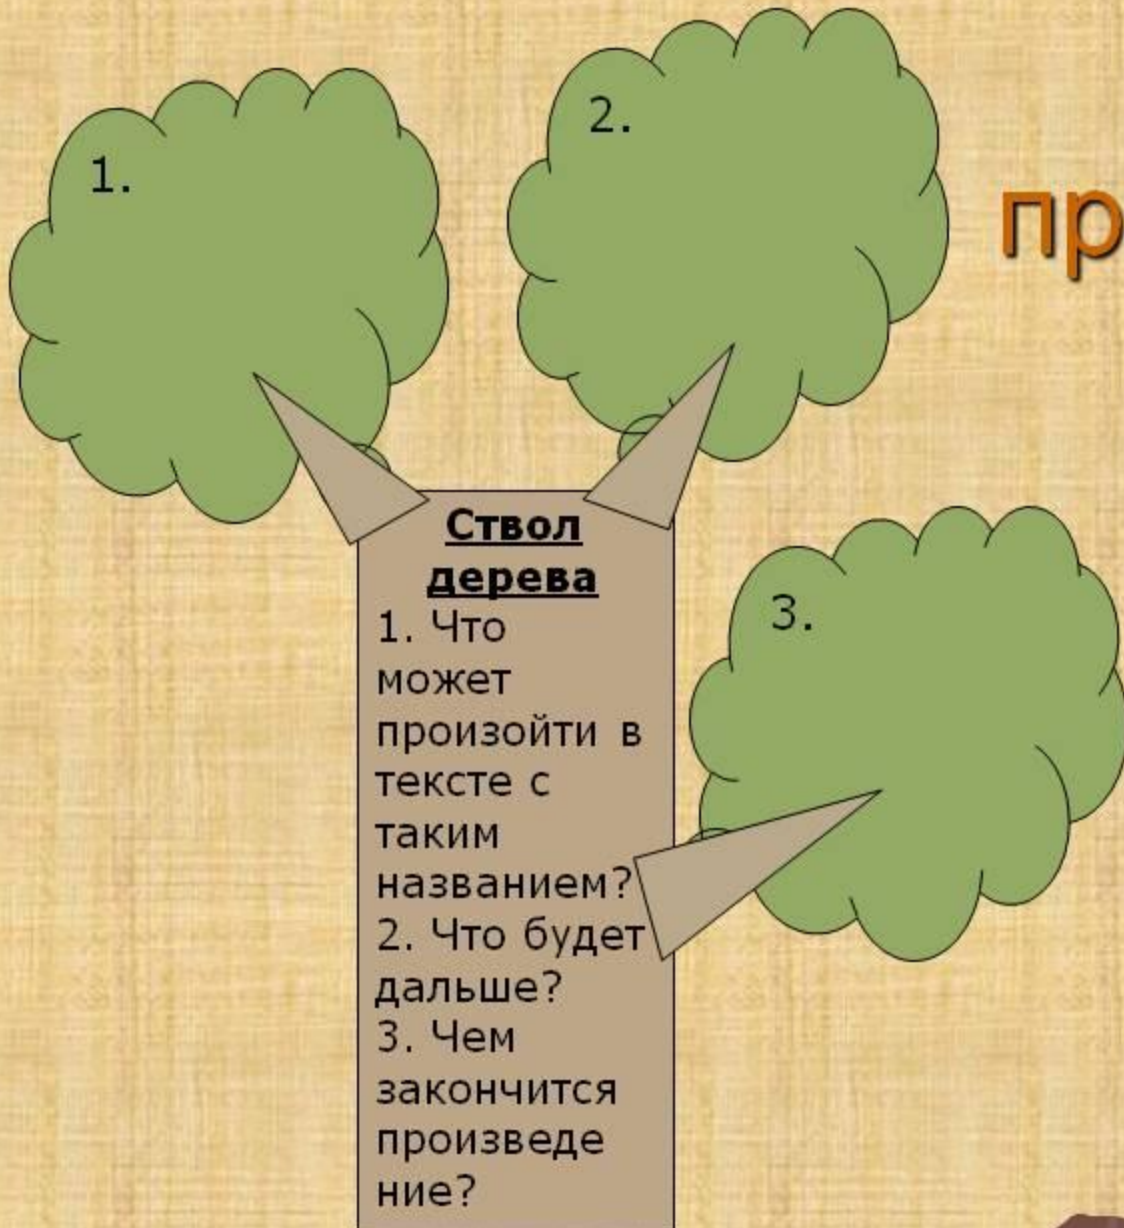 1.
2.
пр
Ствол
дерева
1. Что
может
произойти в
тексте с
таким
названием?
2. Что будет
дальше?
3. Чем
закончится
произведе
ние?
3.